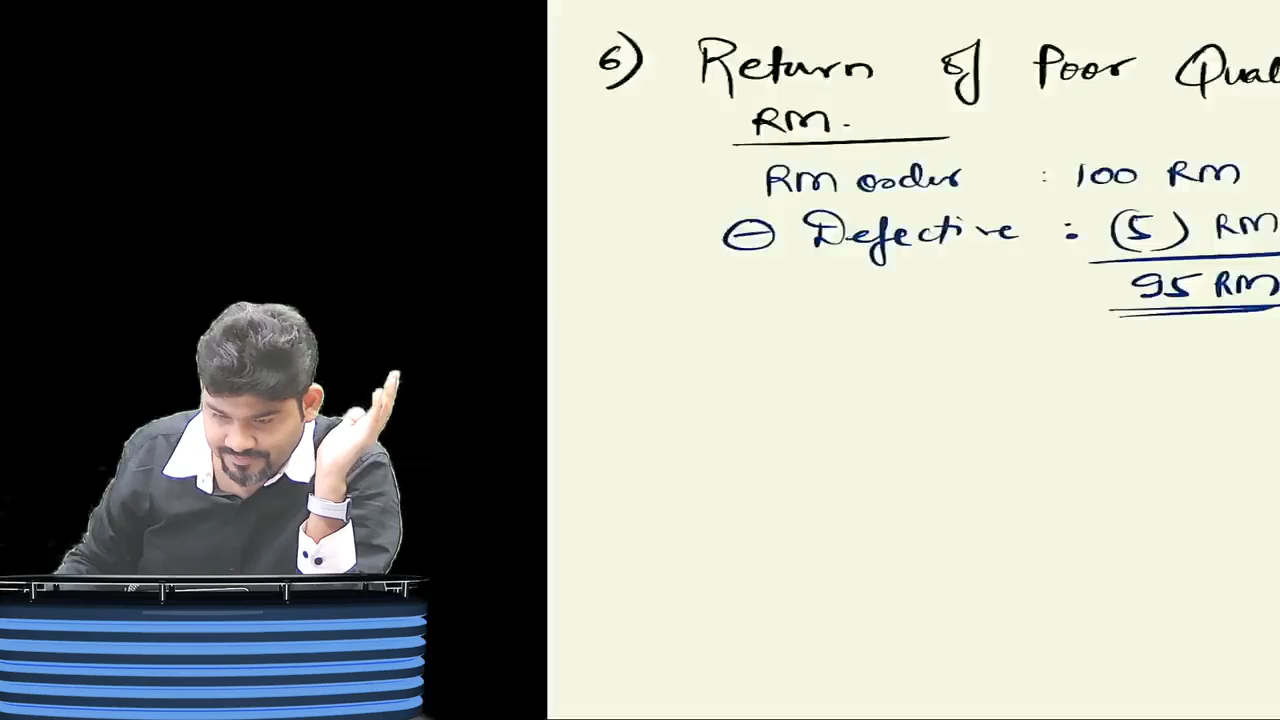 6) Return of Poor Qual
RM.
RM order : 100 RM
⊖ Defective : (5) RM
95 RM